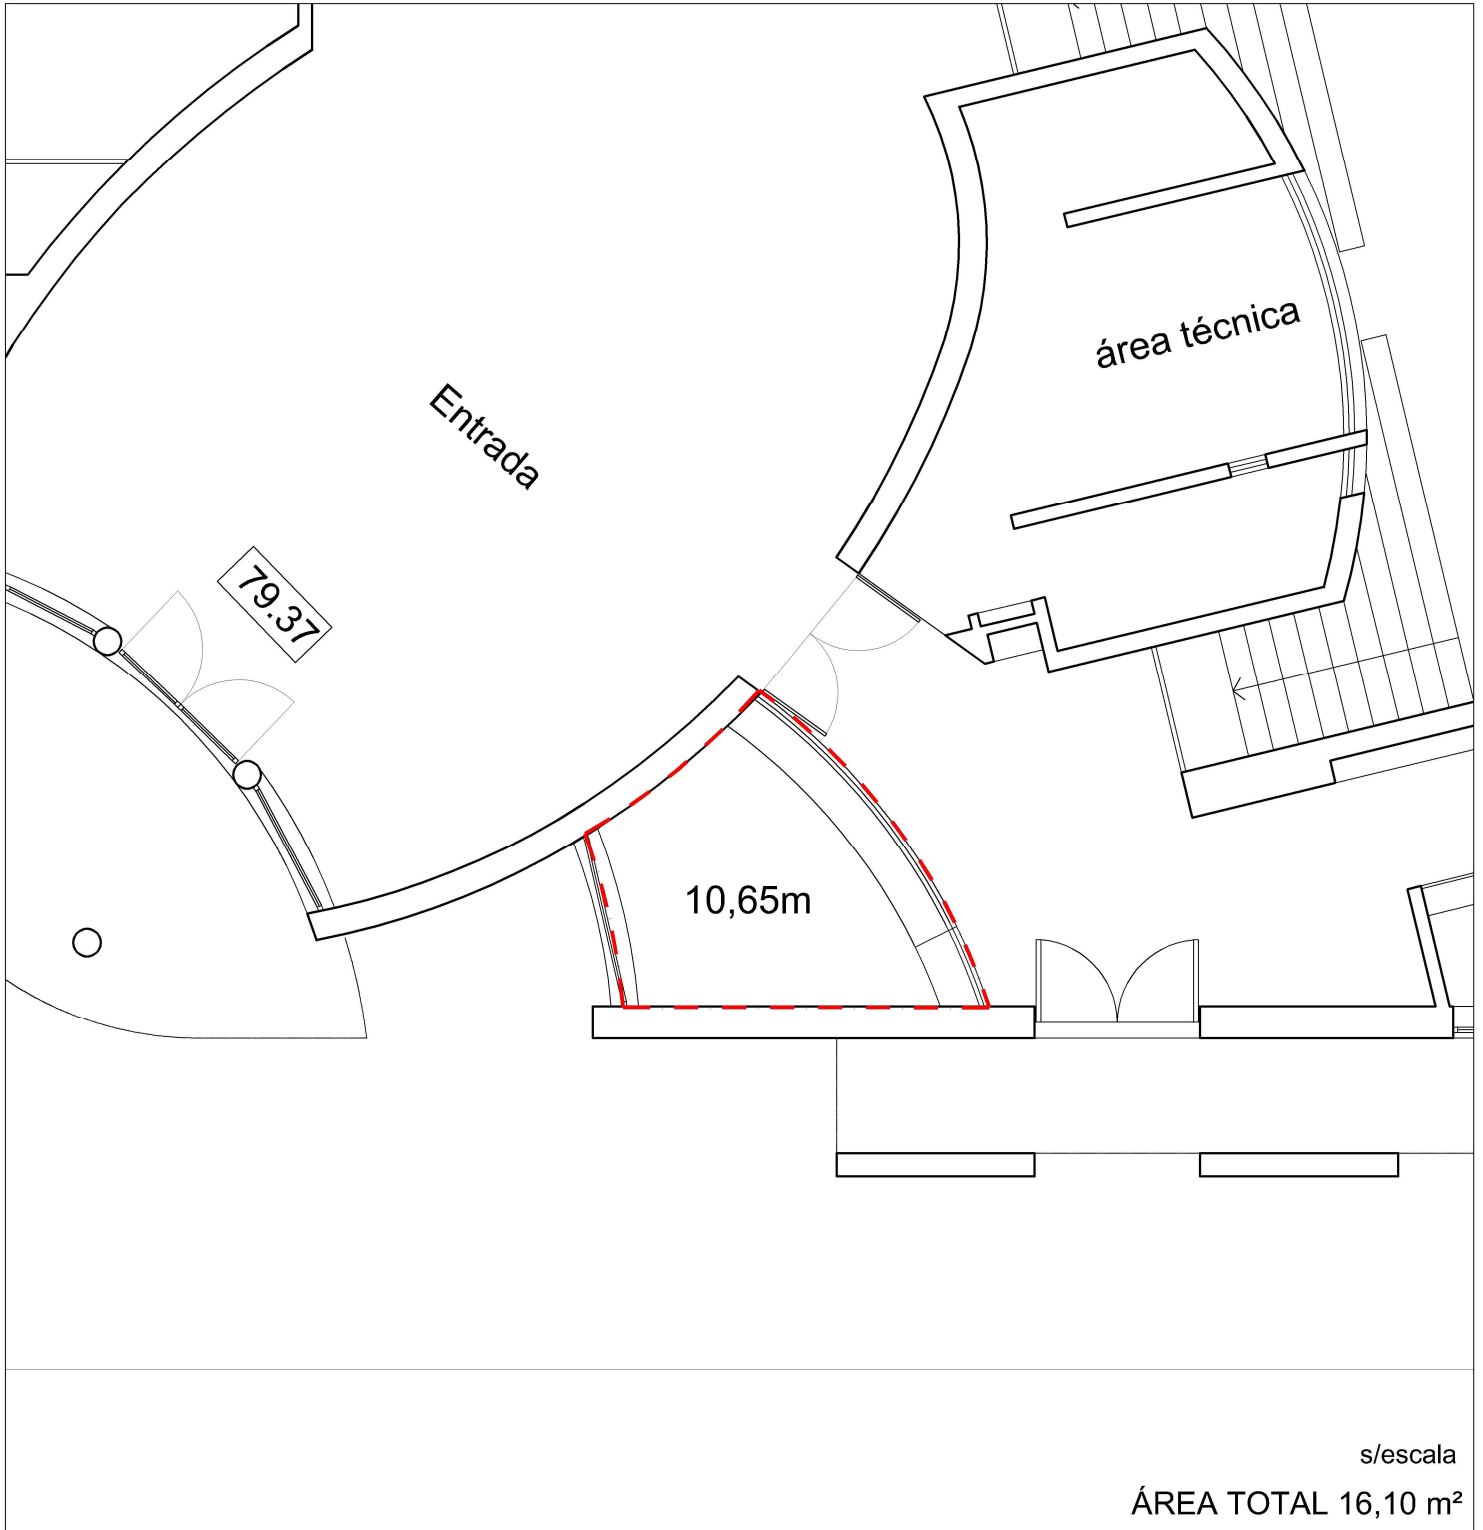 área técnica
Entrada
79.37
10,65m
s/escala
ÁREA TOTAL 16,10 m²